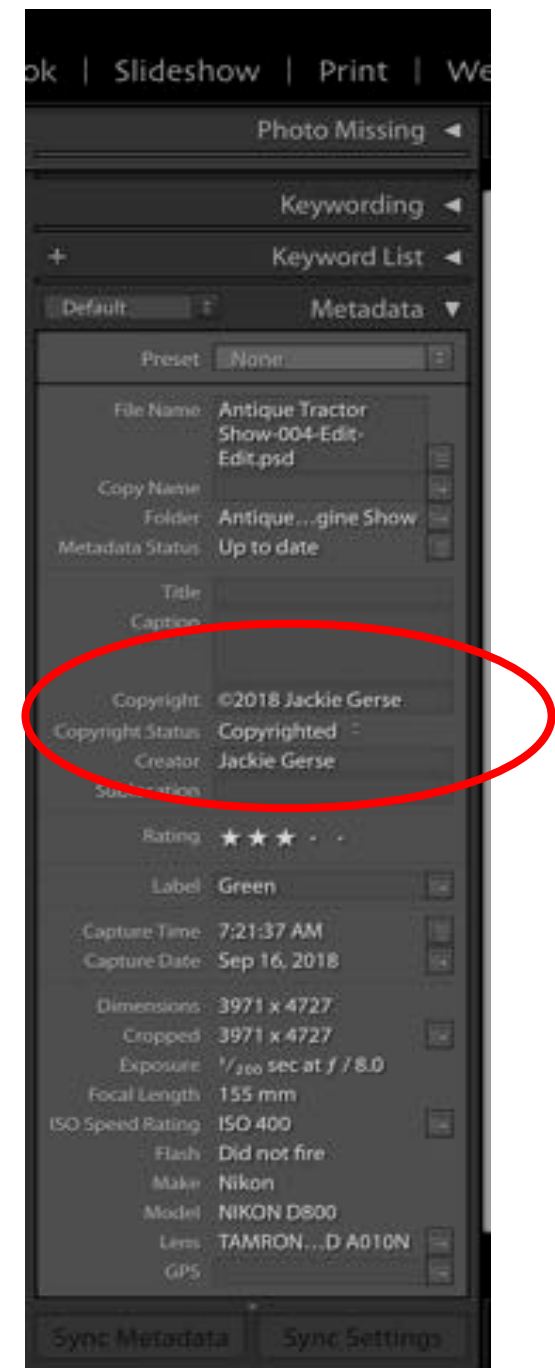 ok | Slideshow | Print | We
Photo Missing ◀
Keywording ◀
+ Keyword List ◀
Default Metadata ▼
Preset None
File Name Antique Tractor
Show-004-Edit-
Edit.psd
Copy Name
Folder Antique...gine Show
Metadata Status Up to date
Title
Caption
Copyright ©2018 Jackie Gerse
Copyright Status Copyrighted
Creator Jackie Gerse
Sublocation
Rating ★ ★ ★ · ·
Label Green
Capture Time 7:21:37 AM
Capture Date Sep 16, 2018
Dimensions 3971 x 4727
Cropped 3971 x 4727
Exposure 1/200 sec at ƒ / 8.0
Focal Length 155 mm
ISO Speed Rating ISO 400
Flash Did not fire
Make Nikon
Model NIKON D800
Lens TAMRON...D A010N
GPS
Sync Metadata Sync Settings